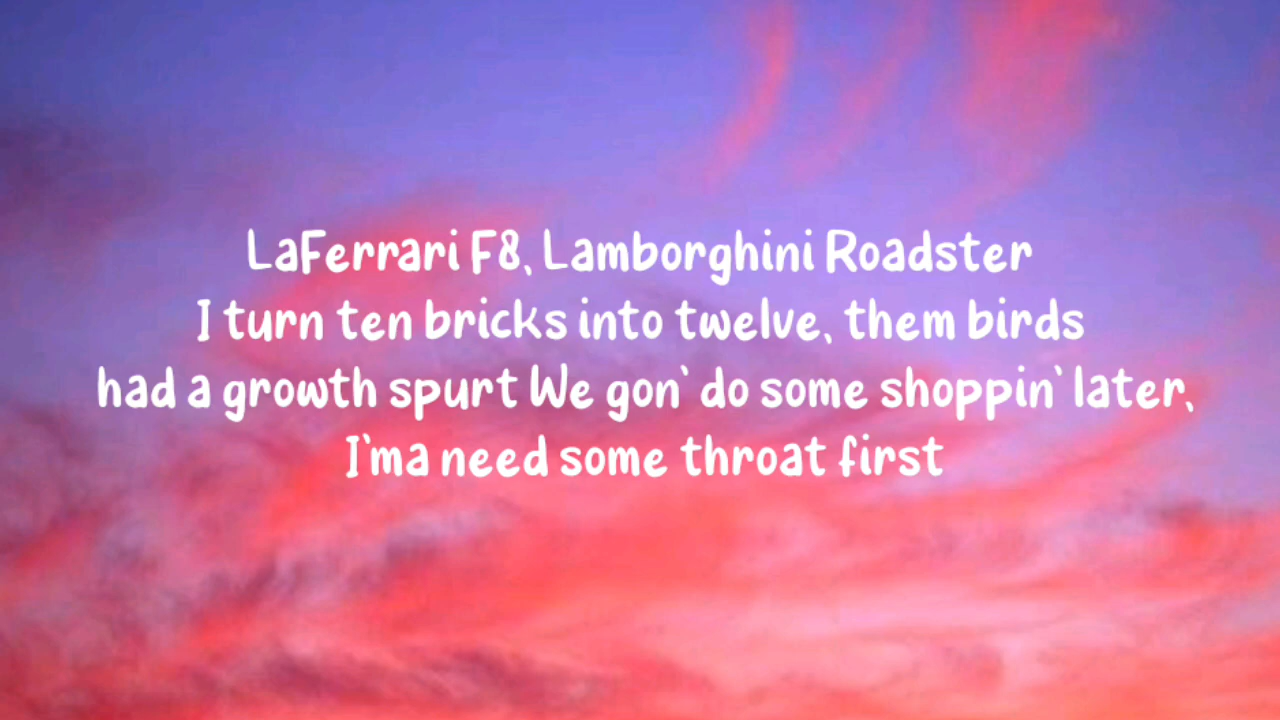 LaFerrari F8, Lamborghini Roadster
I turn ten bricks into twelve, them birds
had a growth spurt We gon' do some shoppin' later,
I'ma need some throat first